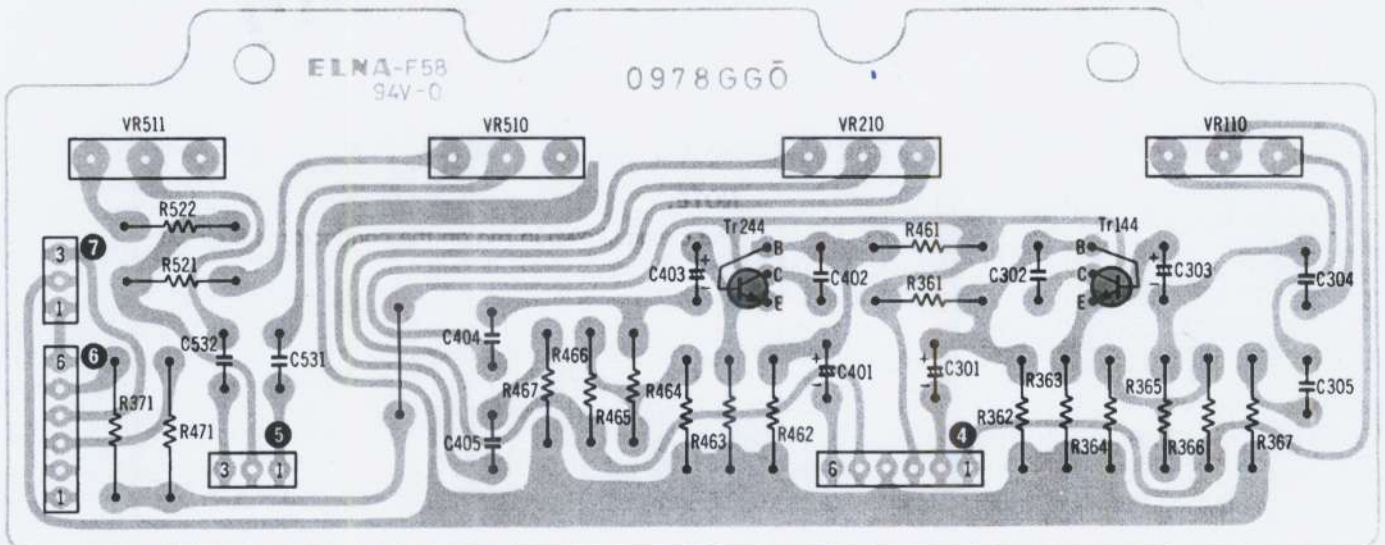 ELNA-F58
94V-0
0978GGŌ
VR511
VR510
VR210
VR110
R522
Tr244
R461
Tr144
3
7
B
B
C403
+
-
C
C402
C302
C
+
-
C303
C304
R521
R361
E
E
1
C404
6
6
C532
C531
R466
R467
R464
+
C401
-
+
C301
-
R363
R365
C305
R371
R471
R465
R362
C405
R463
R462
R364
R366
R367
5
4
3
1
6
1
1